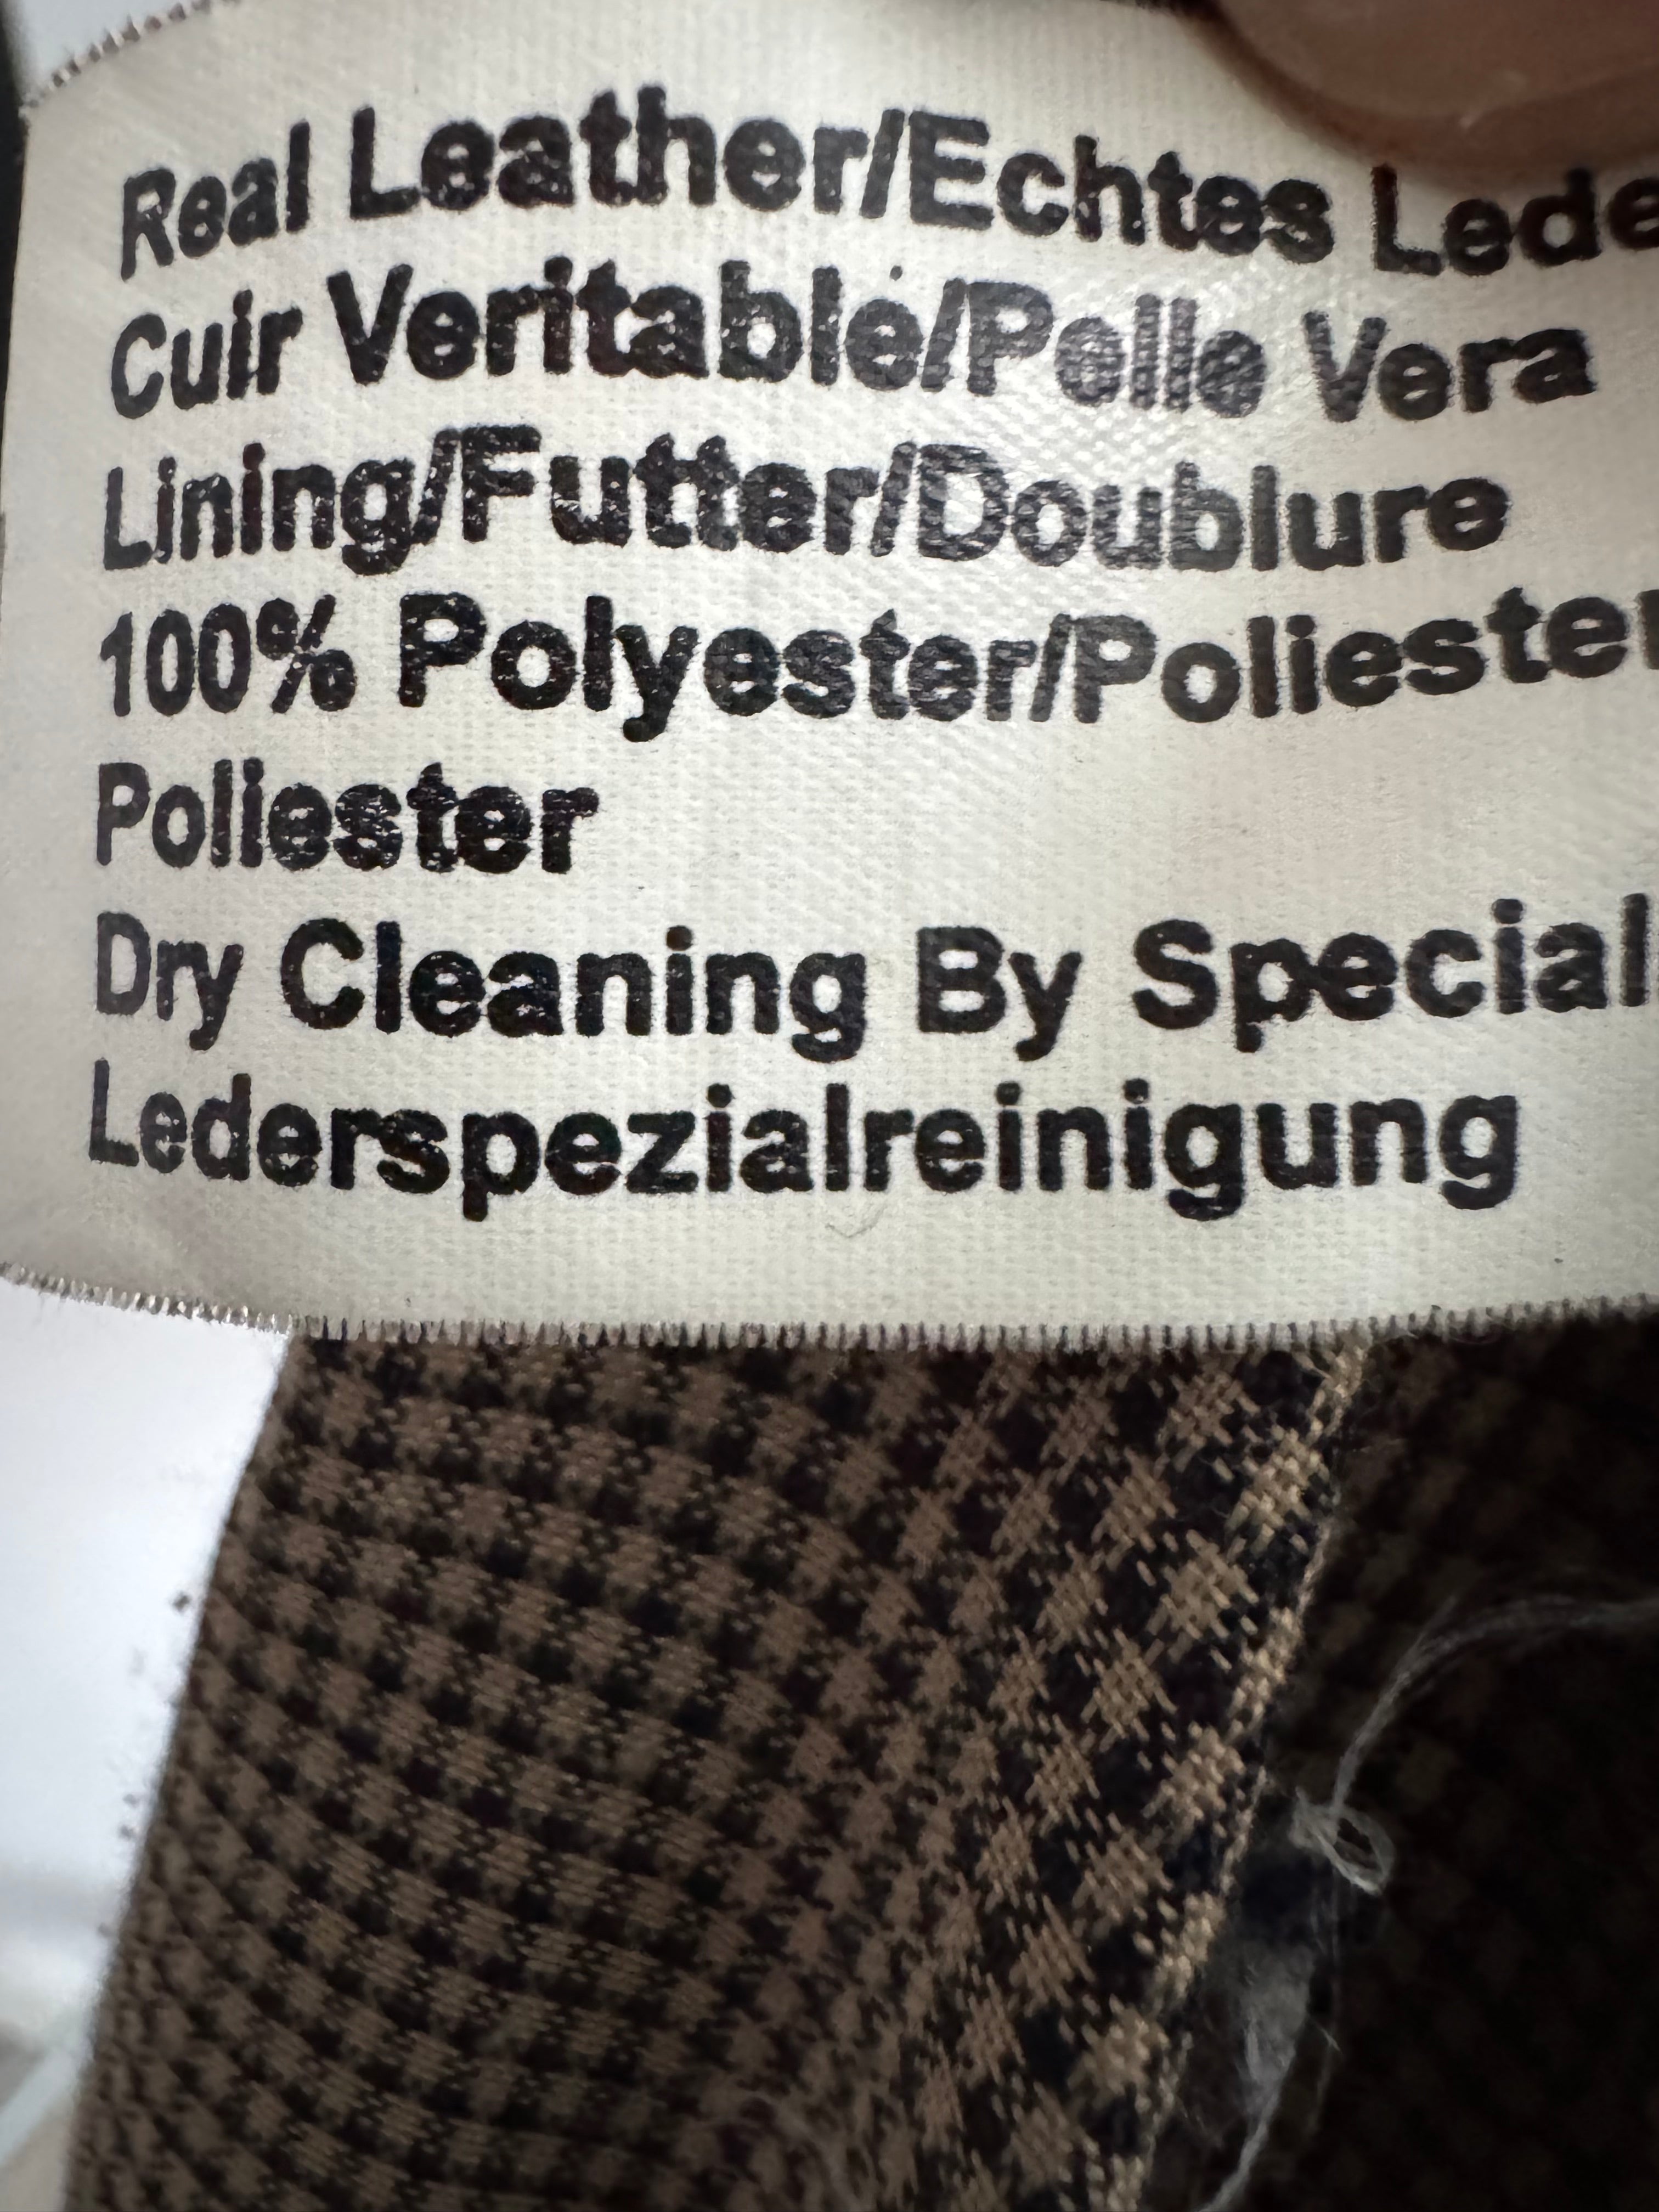 Real Leather/Echtes Lede
Cuir Veritable/Pelle Vera
Lining/Futter/Doublure
100% Polyester/Poliester
Poliester
Dry Cleaning By Special
Lederspezialreinigung